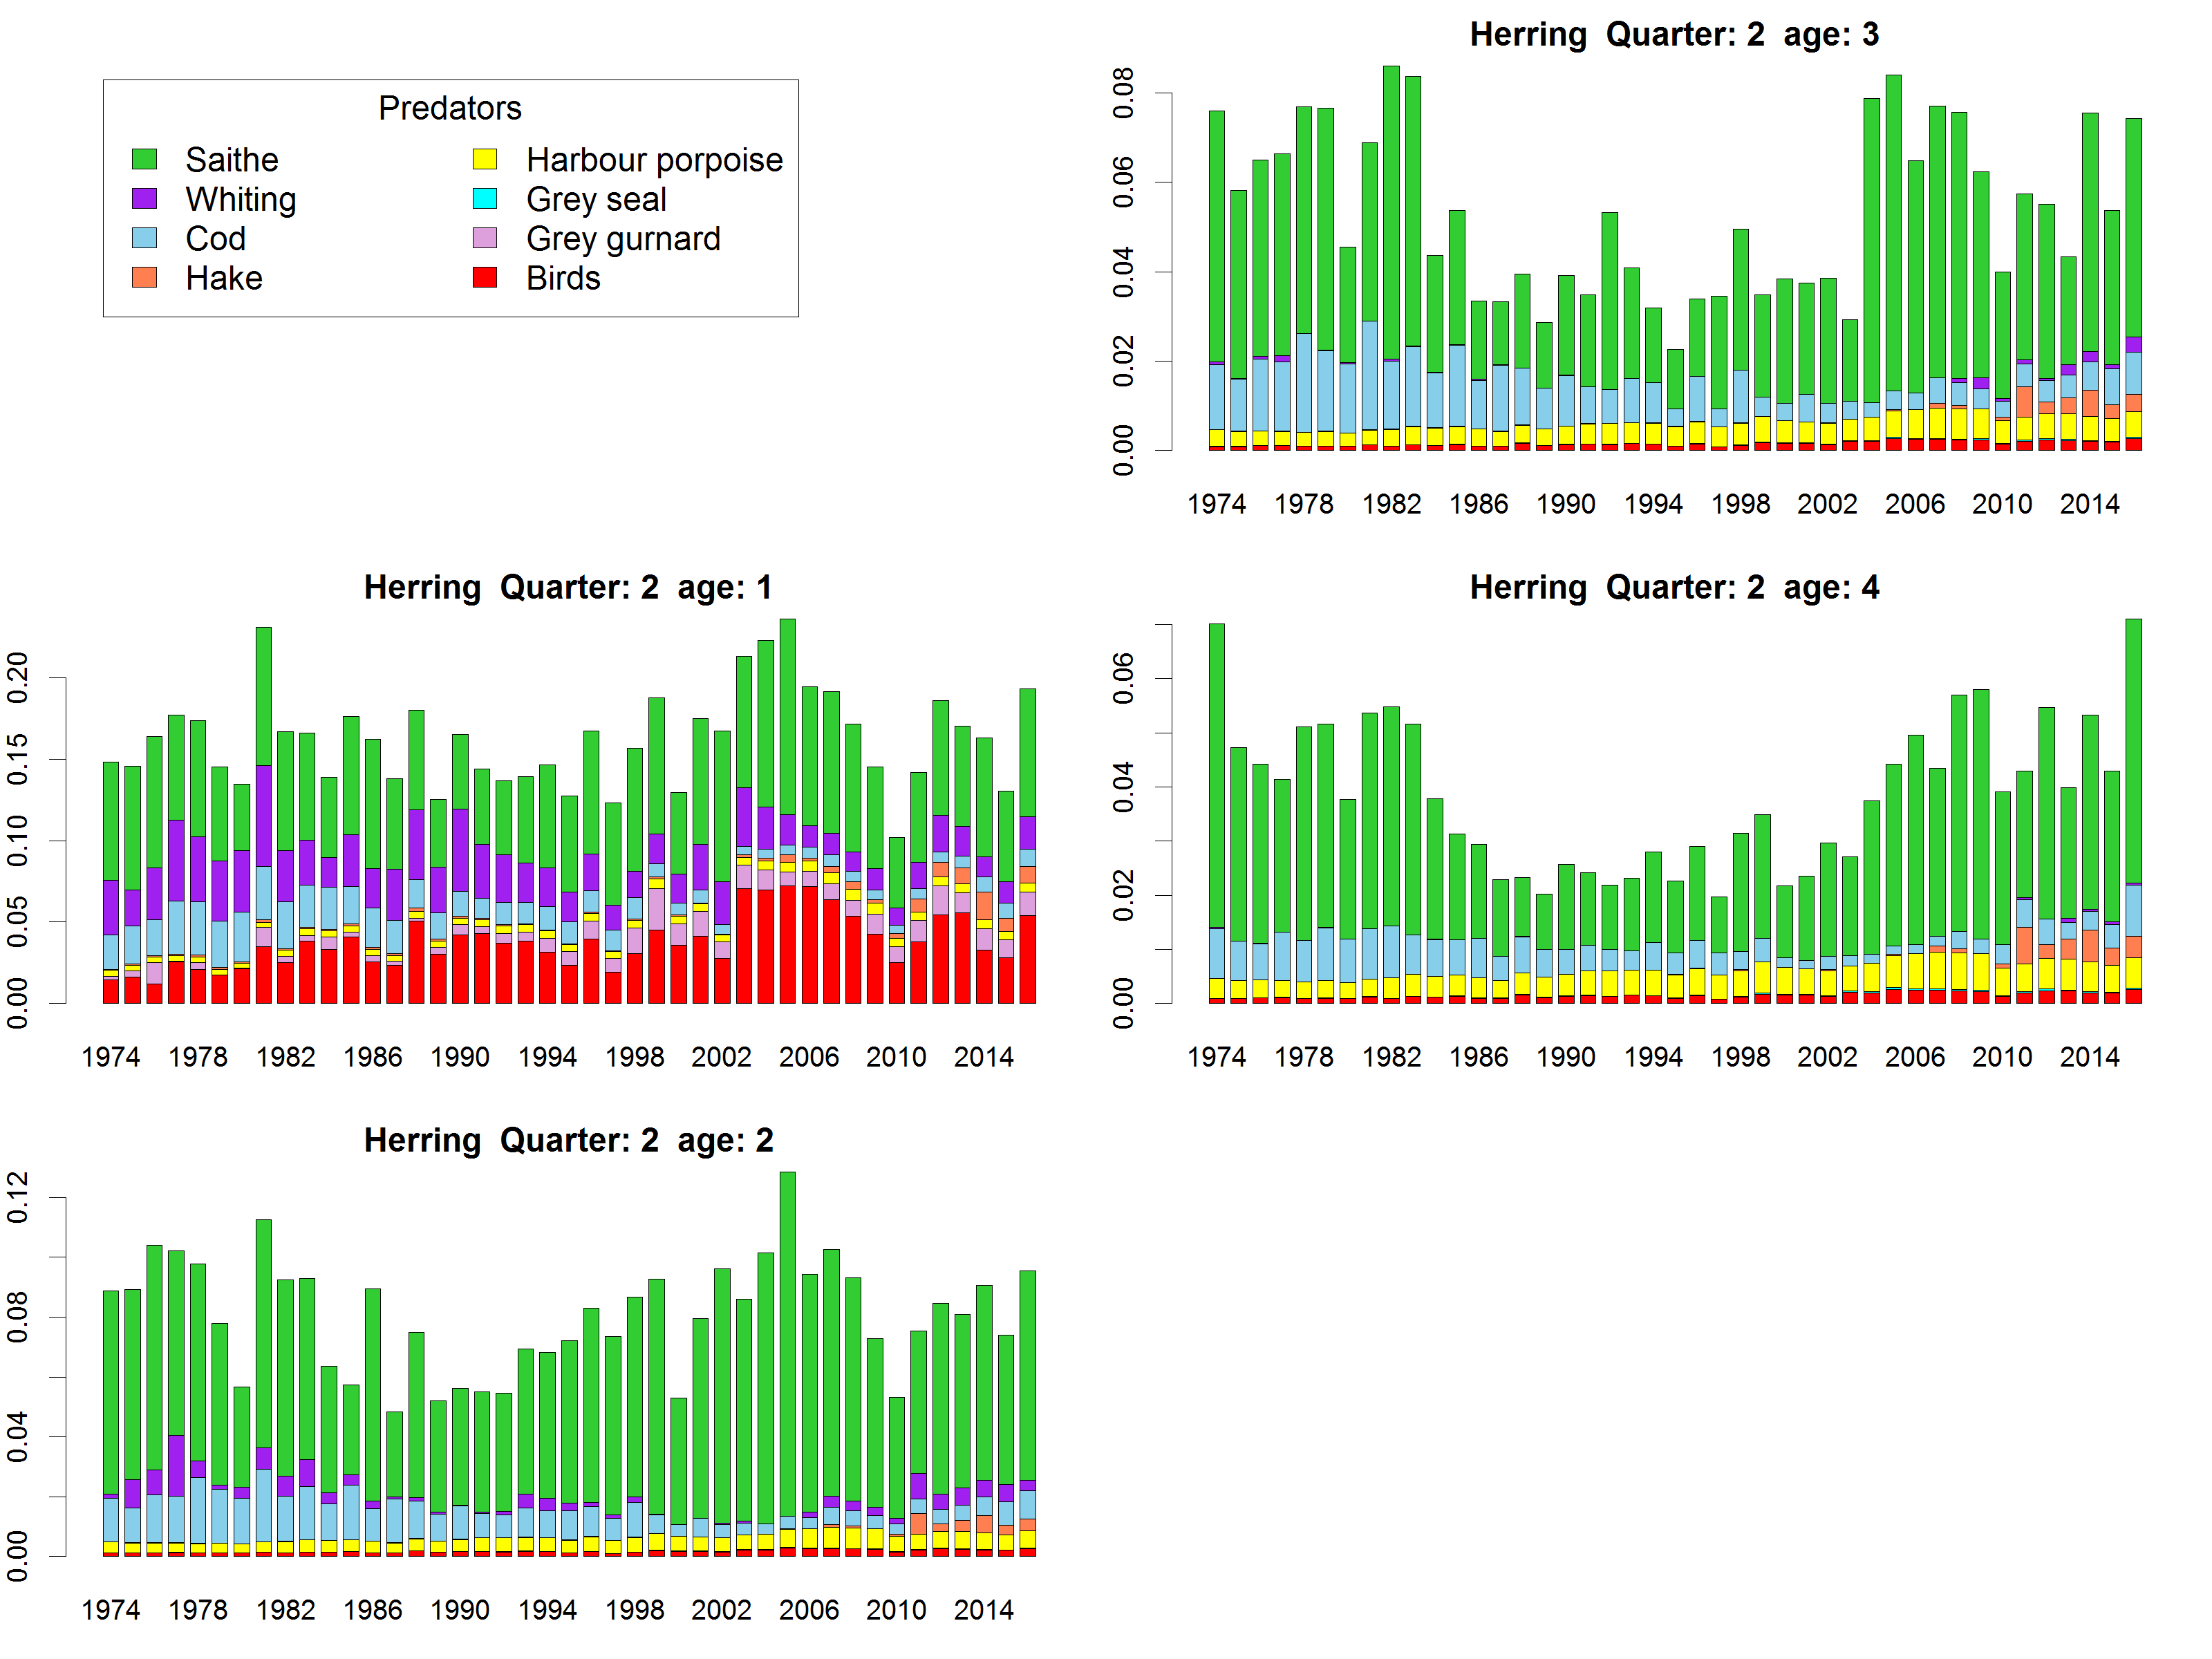 Predators
Saithe
Whiting
Cod
Hake
Harbour porpoise
Grey seal
Grey gurnard
Birds
Herring  Quarter: 2  age: 3
0.00 0.02 0.04 0.06 0.08
1974 1978 1982 1986 1990 1994 1998 2002 2006 2010 2014
Herring  Quarter: 2  age: 1
0.00 0.05 0.10 0.15 0.20
1974 1978 1982 1986 1990 1994 1998 2002 2006 2010 2014
Herring  Quarter: 2  age: 4
0.00 0.02 0.04 0.06
1974 1978 1982 1986 1990 1994 1998 2002 2006 2010 2014
Herring  Quarter: 2  age: 2
0.00 0.04 0.08 0.12
1974 1978 1982 1986 1990 1994 1998 2002 2006 2010 2014